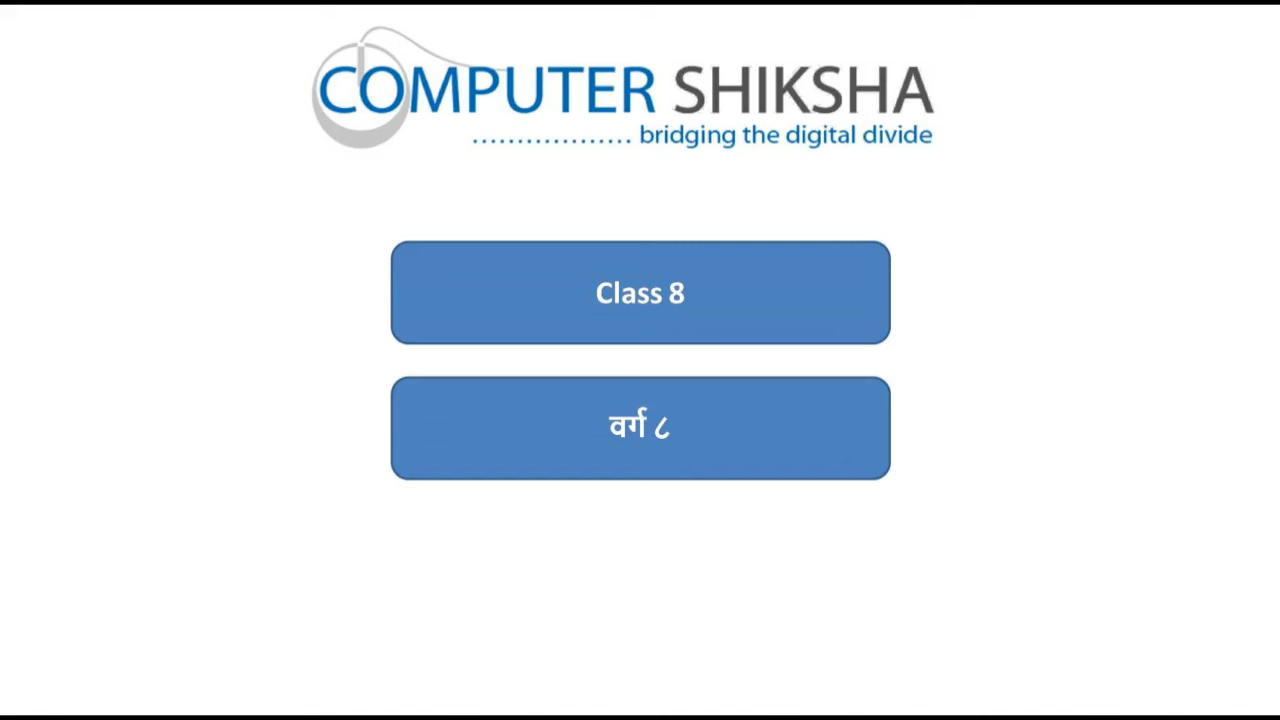 COMPUTER SHIKSHA
.................. bridging the digital divide
Class 8
वर्ग ८